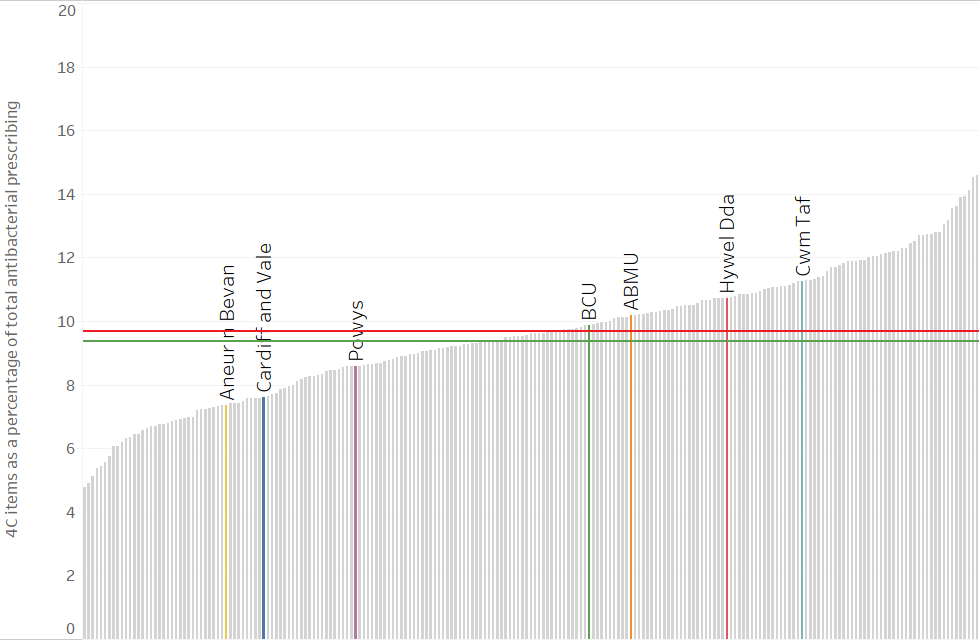 4C items as a percentage of total antibacterial prescribing
20
18
16
14
12
10
8
6
4
2
0
Aneurin Bevan
Cardiff and Vale
Powys
BCU
ABMU
Hywel Dda
Cwm Taf